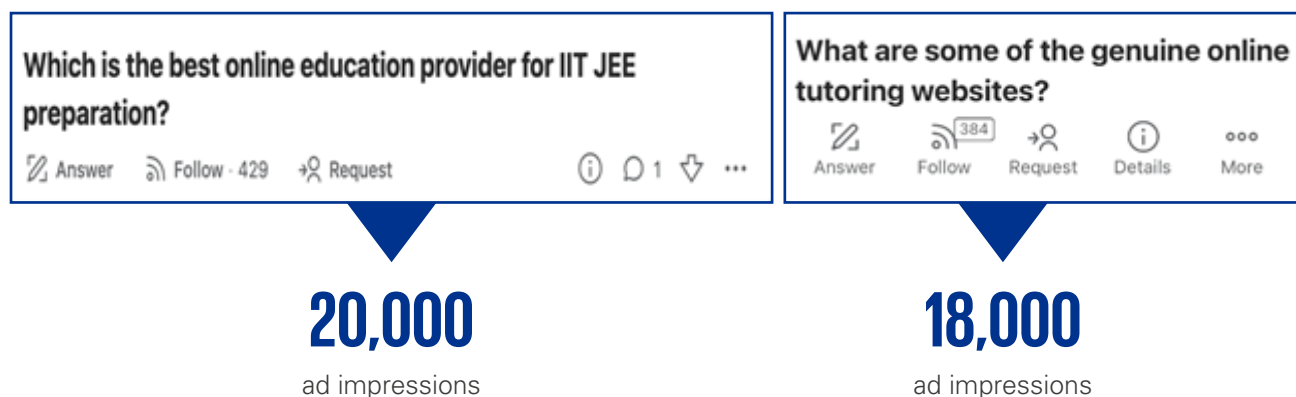 Which is the best online education provider for IIT JEE
preparation?
Answer Follow · 429 Request 1
20,000
ad impressions
What are some of the genuine online
tutoring websites?
384
Answer Follow Request Details More
18,000
ad impressions